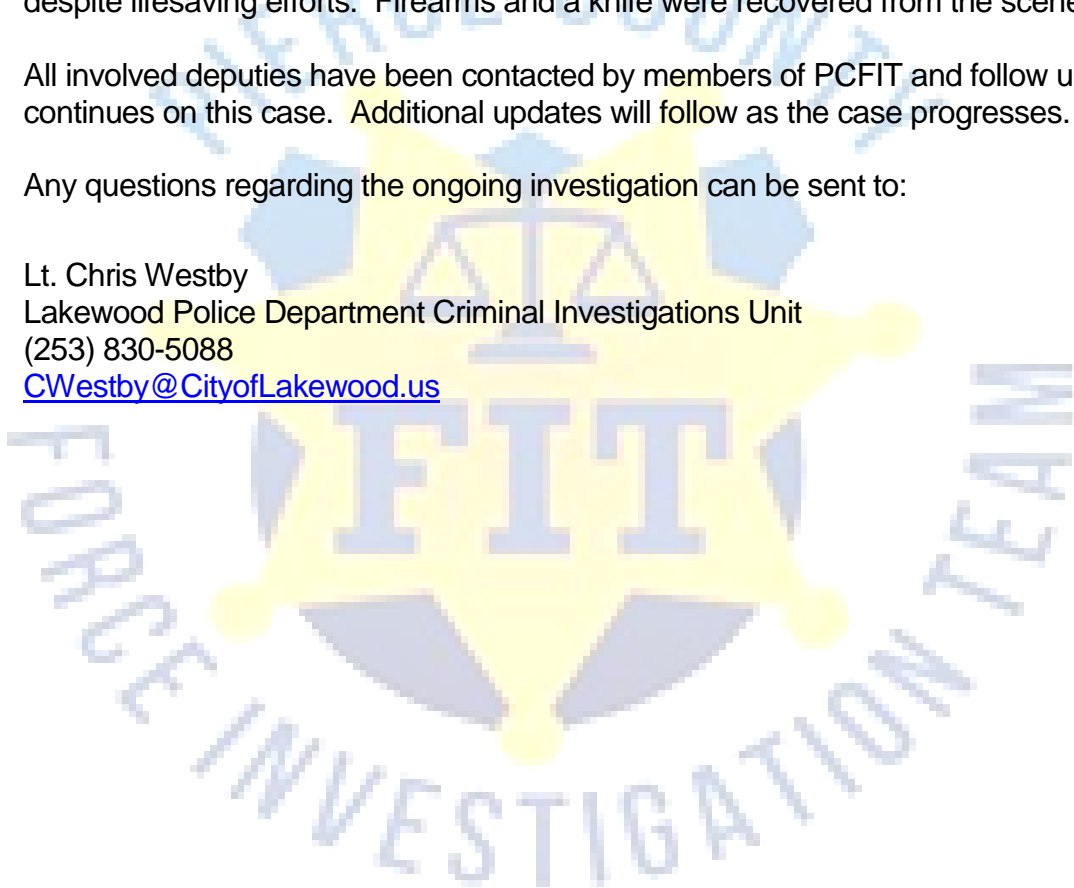 despite lifesaving efforts. Firearms and a knife were recovered from the scene
PIERCE COUNTY
All involved deputies have been contacted by members of PCFIT and follow u
continues on this case. Additional updates will follow as the case progresses.
Any questions regarding the ongoing investigation can be sent to:
Lt. Chris Westby
Lakewood Police Department Criminal Investigations Unit
(253) 830-5088
CWestby@CityofLakewood.us
FIT
FORCE INVESTIGATION TEAM